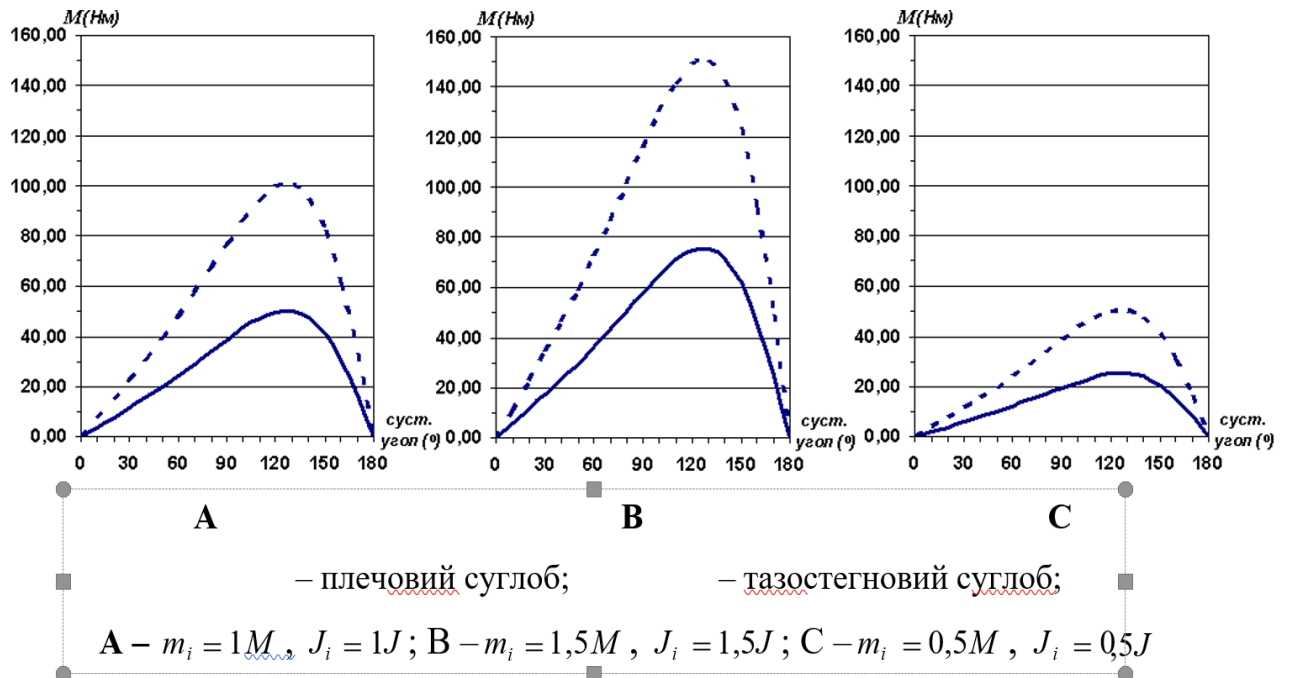 M(Нм) M(Нм) M(Нм)
160,00 160,00 160,00
140,00 140,00 140,00
120,00 120,00 120,00
100,00 100,00 100,00
80,00 80,00 80,00
60,00 60,00 60,00
40,00 40,00 40,00
20,00 20,00 20,00
суст. суст. суст.
0,00 угол (º) 0,00 угол (º) 0,00 угол (º)
0 30 60 90 120 150 180 0 30 60 90 120 150 180 0 30 60 90 120 150 180
А В С
– плечовий суглоб; – тазостегновий суглоб;
А – mᵢ = 1M , Jᵢ = 1J ; В – mᵢ = 1,5M , Jᵢ = 1,5J ; С – mᵢ = 0,5M , Jᵢ = 0,5J